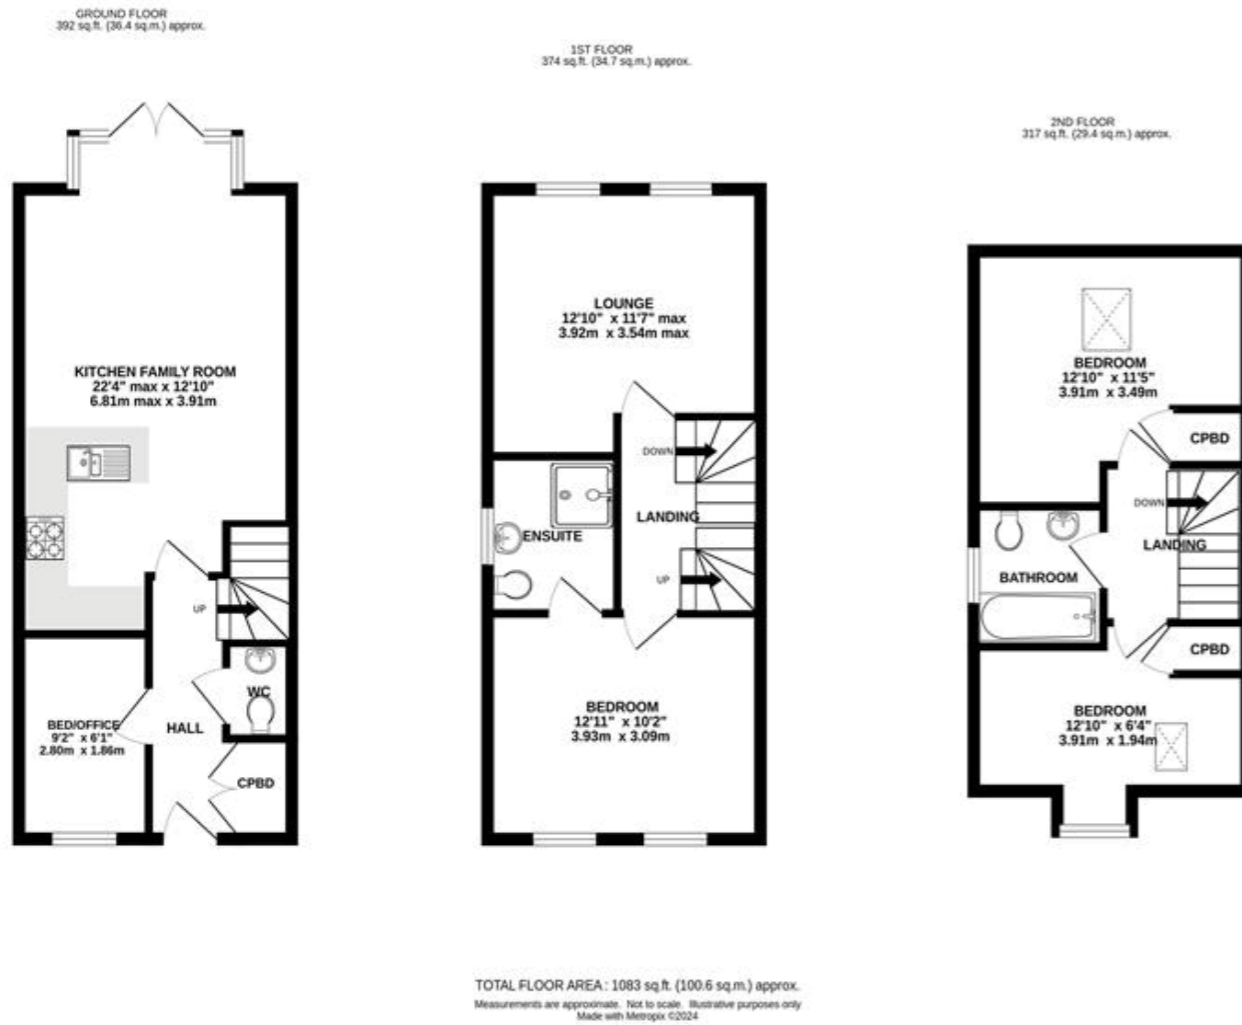 GROUND FLOOR
392 sq.ft. (36.4 sq.m.) approx.
KITCHEN FAMILY ROOM
22'4" max x 12'10"
6.81m max x 3.91m
UP
WC
BED/OFFICE
9'2" x 6'1"
2.80m x 1.86m
HALL
CPBD
1ST FLOOR
374 sq.ft. (34.7 sq.m.) approx.
LOUNGE
12'10" x 11'7" max
3.92m x 3.54m max
DOWN
LANDING
ENSUITE
UP
BEDROOM
12'11" x 10'2"
3.93m x 3.09m
2ND FLOOR
317 sq.ft. (29.4 sq.m.) approx.
BEDROOM
12'10" x 11'5"
3.91m x 3.49m
CPBD
DOWN
LANDING
BATHROOM
CPBD
BEDROOM
12'10" x 6'4"
3.91m x 1.94m
TOTAL FLOOR AREA : 1083 sq.ft. (100.6 sq.m.) approx.
Measurements are approximate. Not to scale. Illustrative purposes only
Made with Metropix ©2024